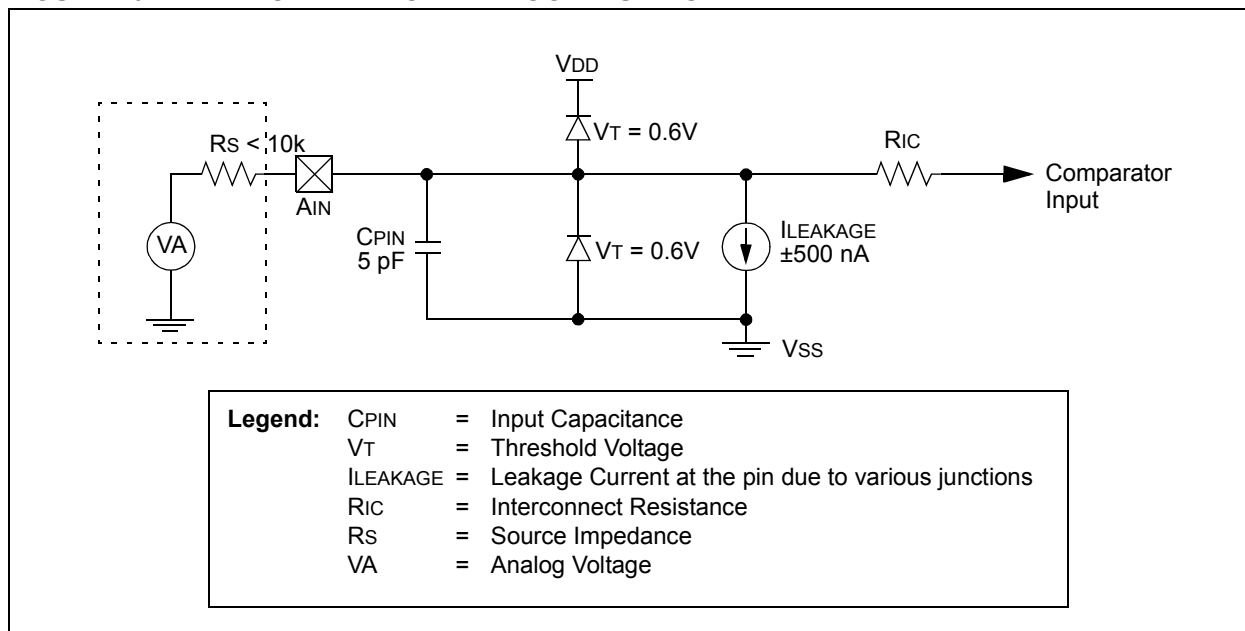 VDD
VT = 0.6V
RS < 10k
RIC
AIN
Comparator
Input
CPIN
5 pF
VA
VT = 0.6V
ILEAKAGE
±500 nA
VSS
Legend: CPIN = Input Capacitance
VT = Threshold Voltage
ILEAKAGE = Leakage Current at the pin due to various junctions
RIC = Interconnect Resistance
RS = Source Impedance
VA = Analog Voltage